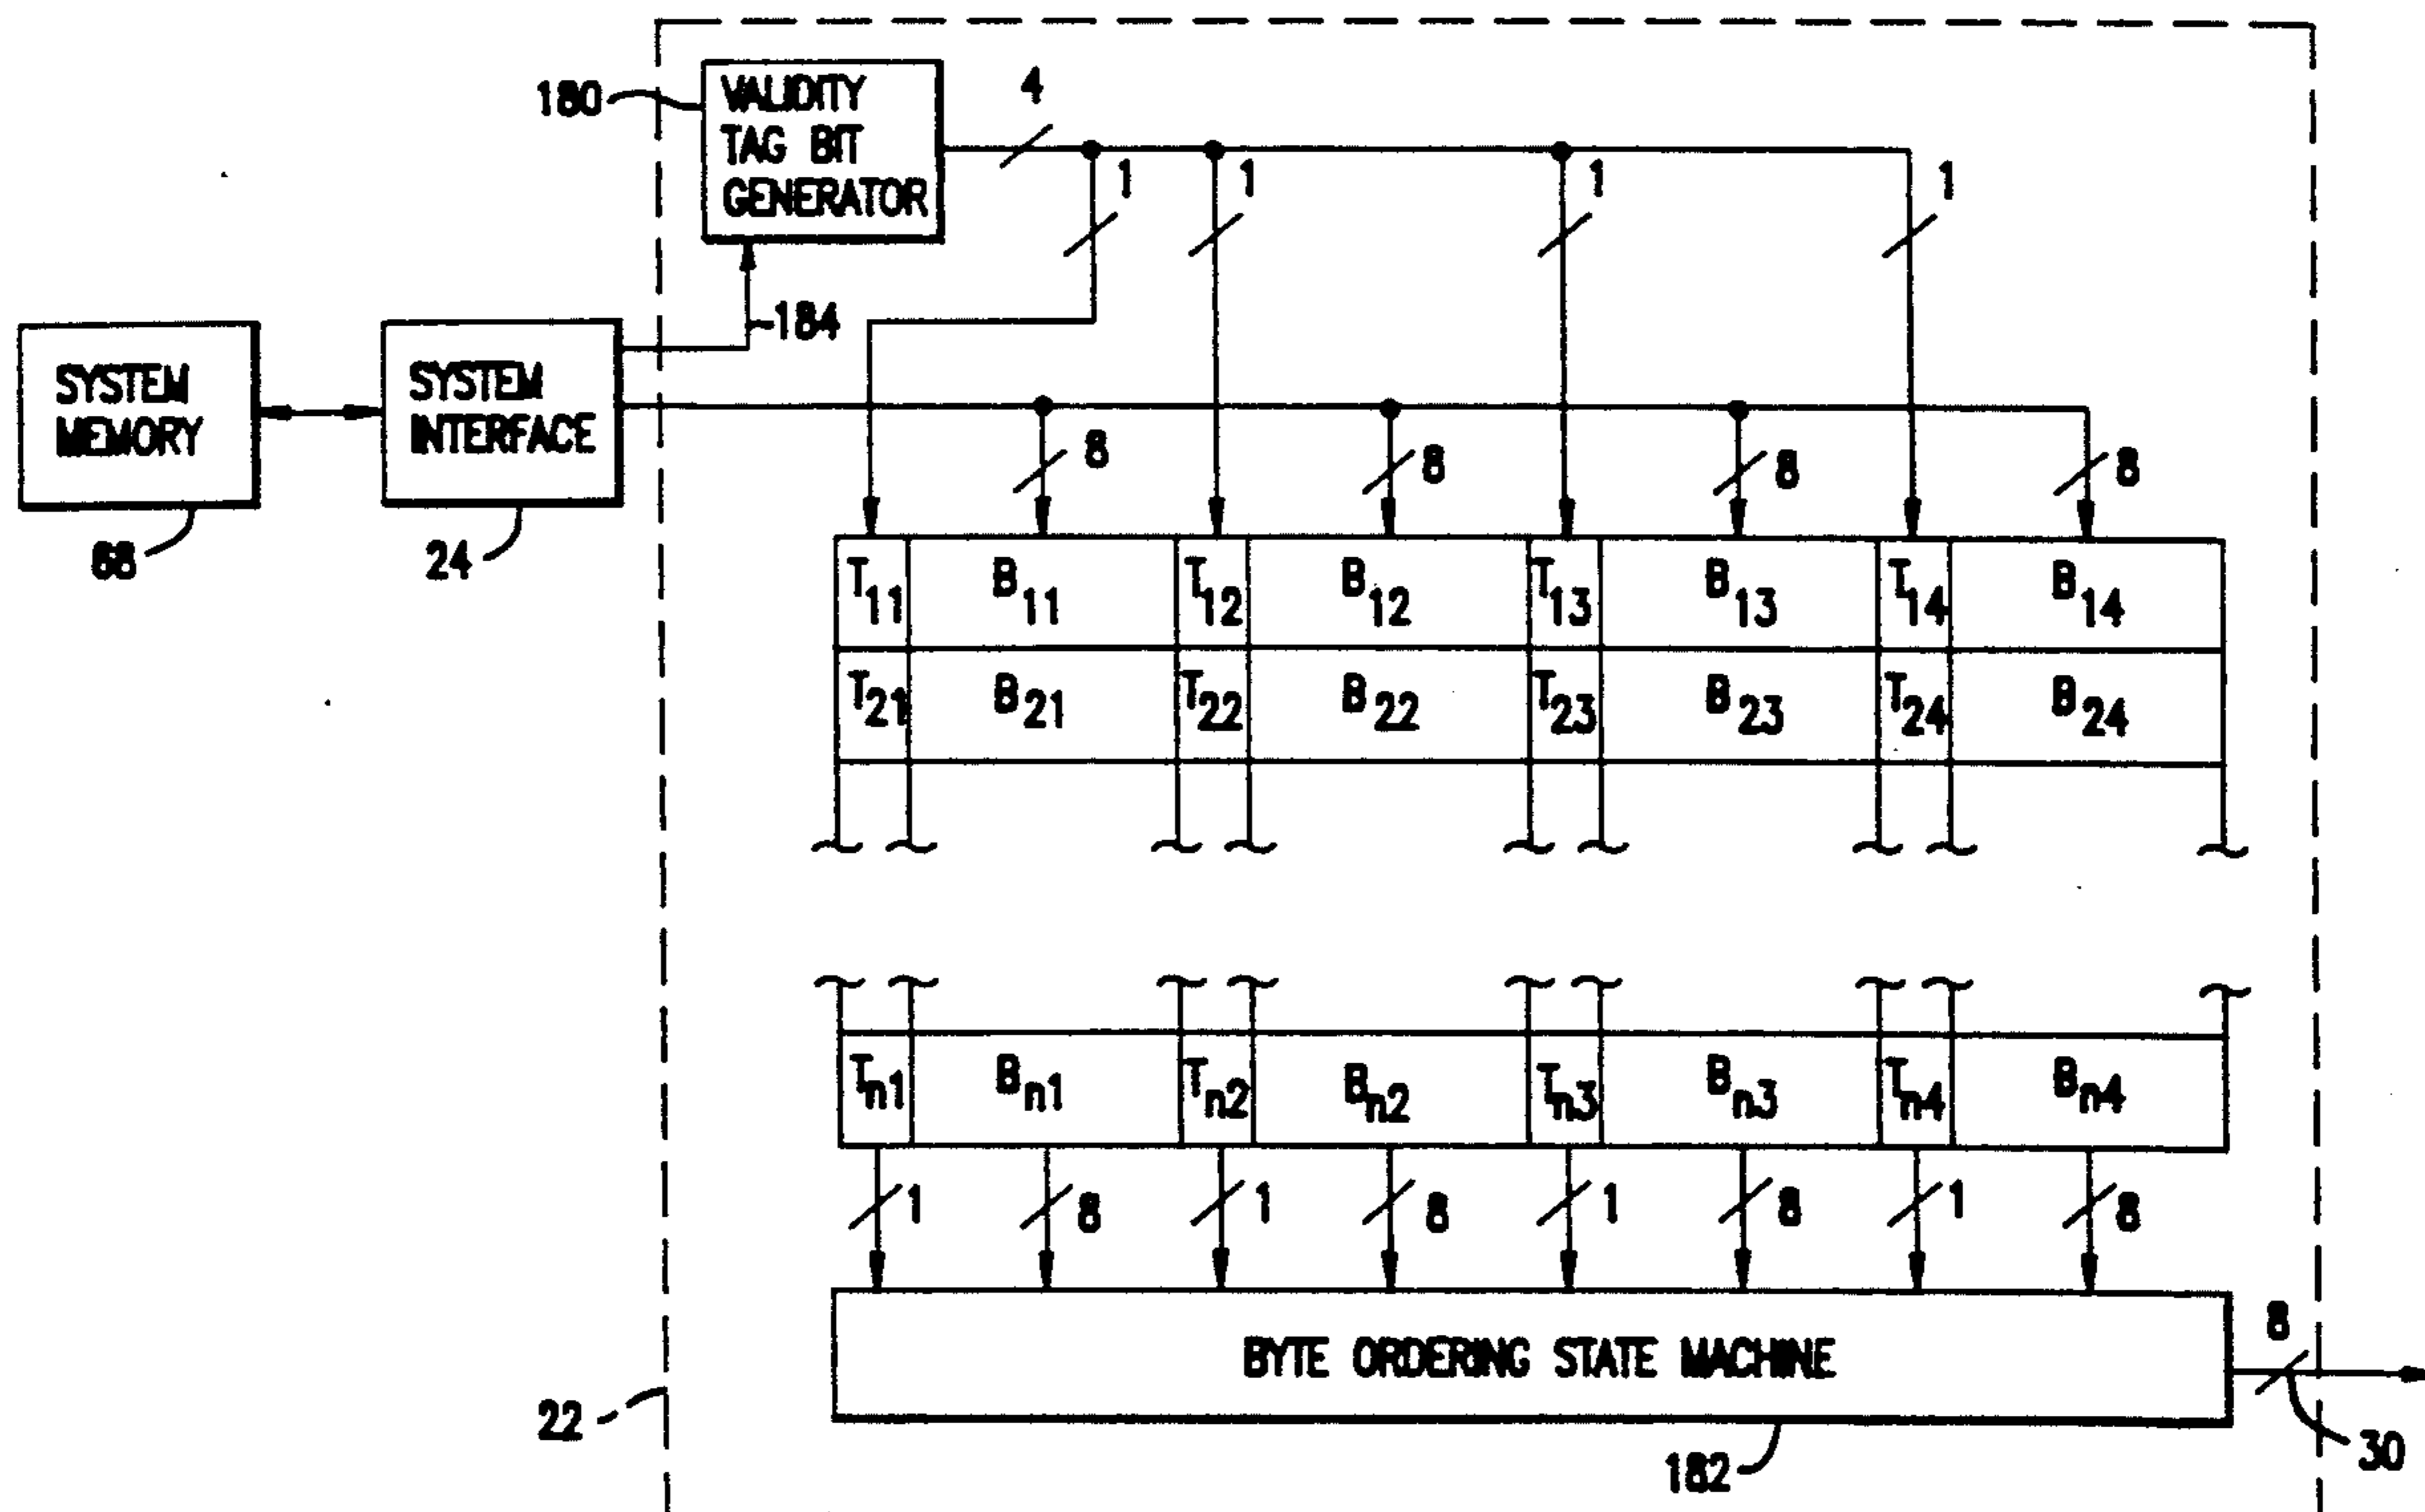 180
VALIDITY
TAG BIT
GENERATOR
4
1 1 1 1
184
SYSTEM
MEMORY
SYSTEM
INTERFACE
68
24
8 8 8 8
T11 B11 T12 B12 T13 B13 T14 B14
T21 B21 T22 B22 T23 B23 T24 B24
Tn1 Bn1 Tn2 Bn2 Tn3 Bn3 Tn4 Bn4
1 8 1 8 1 8 1 8
BYTE ORDERING STATE MACHINE
8
22
182
30